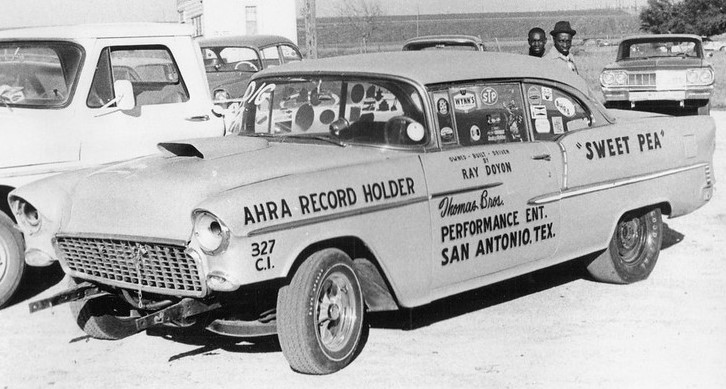 WYNN'S
STP
OWNED - BUILT - DRIVEN
BY
RAY DOYON
"SWEET PEA"
AHRA RECORD HOLDER
327
C.I.
Thomas Bros.
PERFORMANCE ENT.
SAN ANTONIO, TEX.